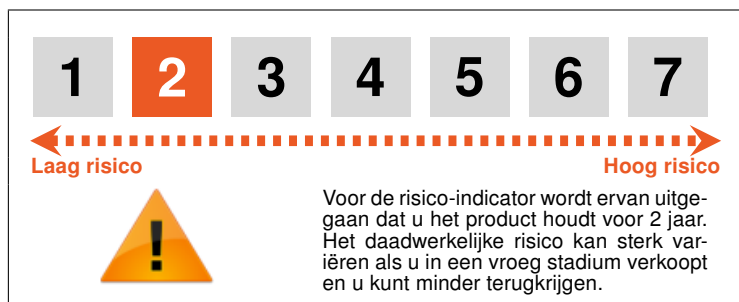 1 2 3 4 5 6 7
Laag risico Hoog risico
!
Voor de risico-indicator wordt ervan uitge-
gaan dat u het product houdt voor 2 jaar.
Het daadwerkelijke risico kan sterk var-
iëren als u in een vroeg stadium verkoopt
en u kunt minder terugkrijgen.